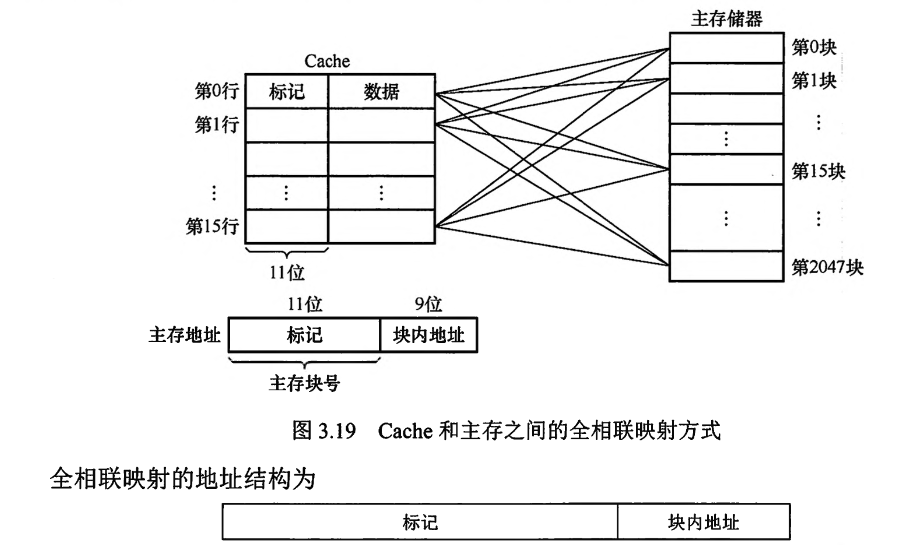 主存储器
Cache
第0块
第0行 标记 数据
第1块
第1行
⋮
⋮
第15块
⋮ ⋮ ⋮
⋮ ⋮
第15行
第2047块
11位
11位 9位
主存地址 标记 块内地址
主存块号
图 3.19 Cache 和主存之间的全相联映射方式
全相联映射的地址结构为
标记 块内地址